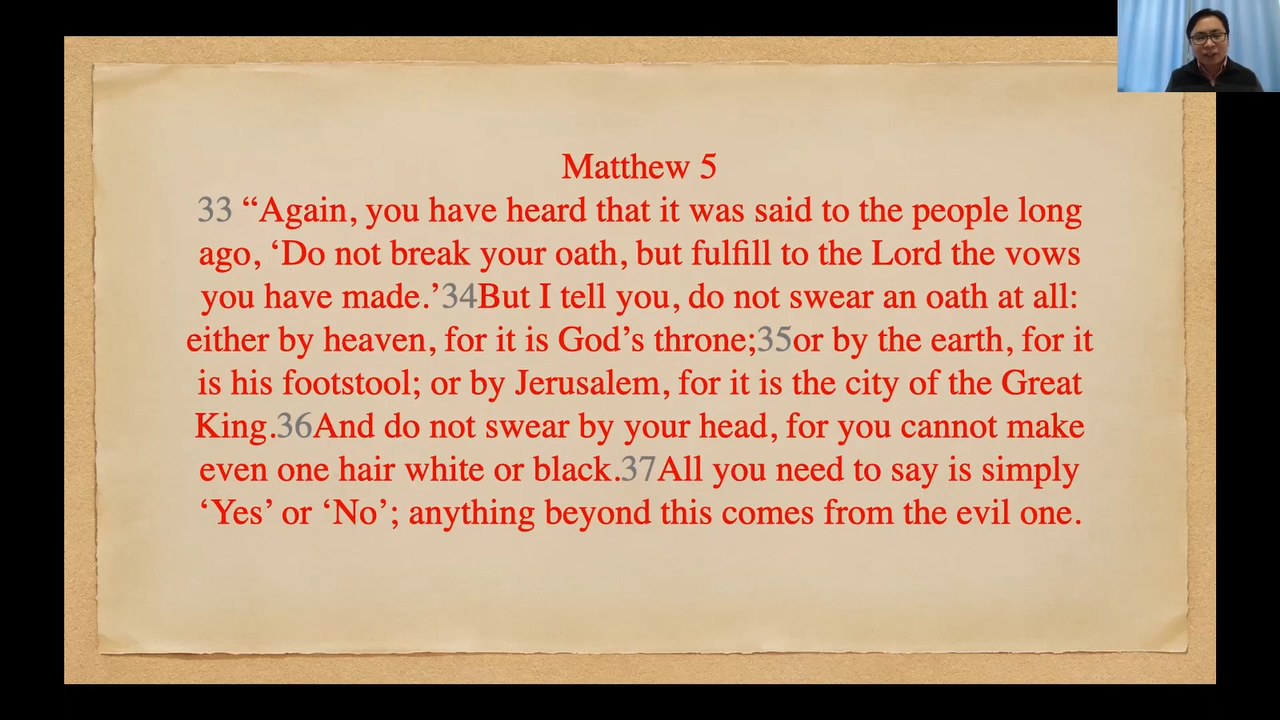 Matthew 5
33 “Again, you have heard that it was said to the people long
ago, ‘Do not break your oath, but fulfill to the Lord the vows
you have made.’34But I tell you, do not swear an oath at all:
either by heaven, for it is God’s throne;35or by the earth, for it
is his footstool; or by Jerusalem, for it is the city of the Great
King.36And do not swear by your head, for you cannot make
even one hair white or black.37All you need to say is simply
‘Yes’ or ‘No’; anything beyond this comes from the evil one.